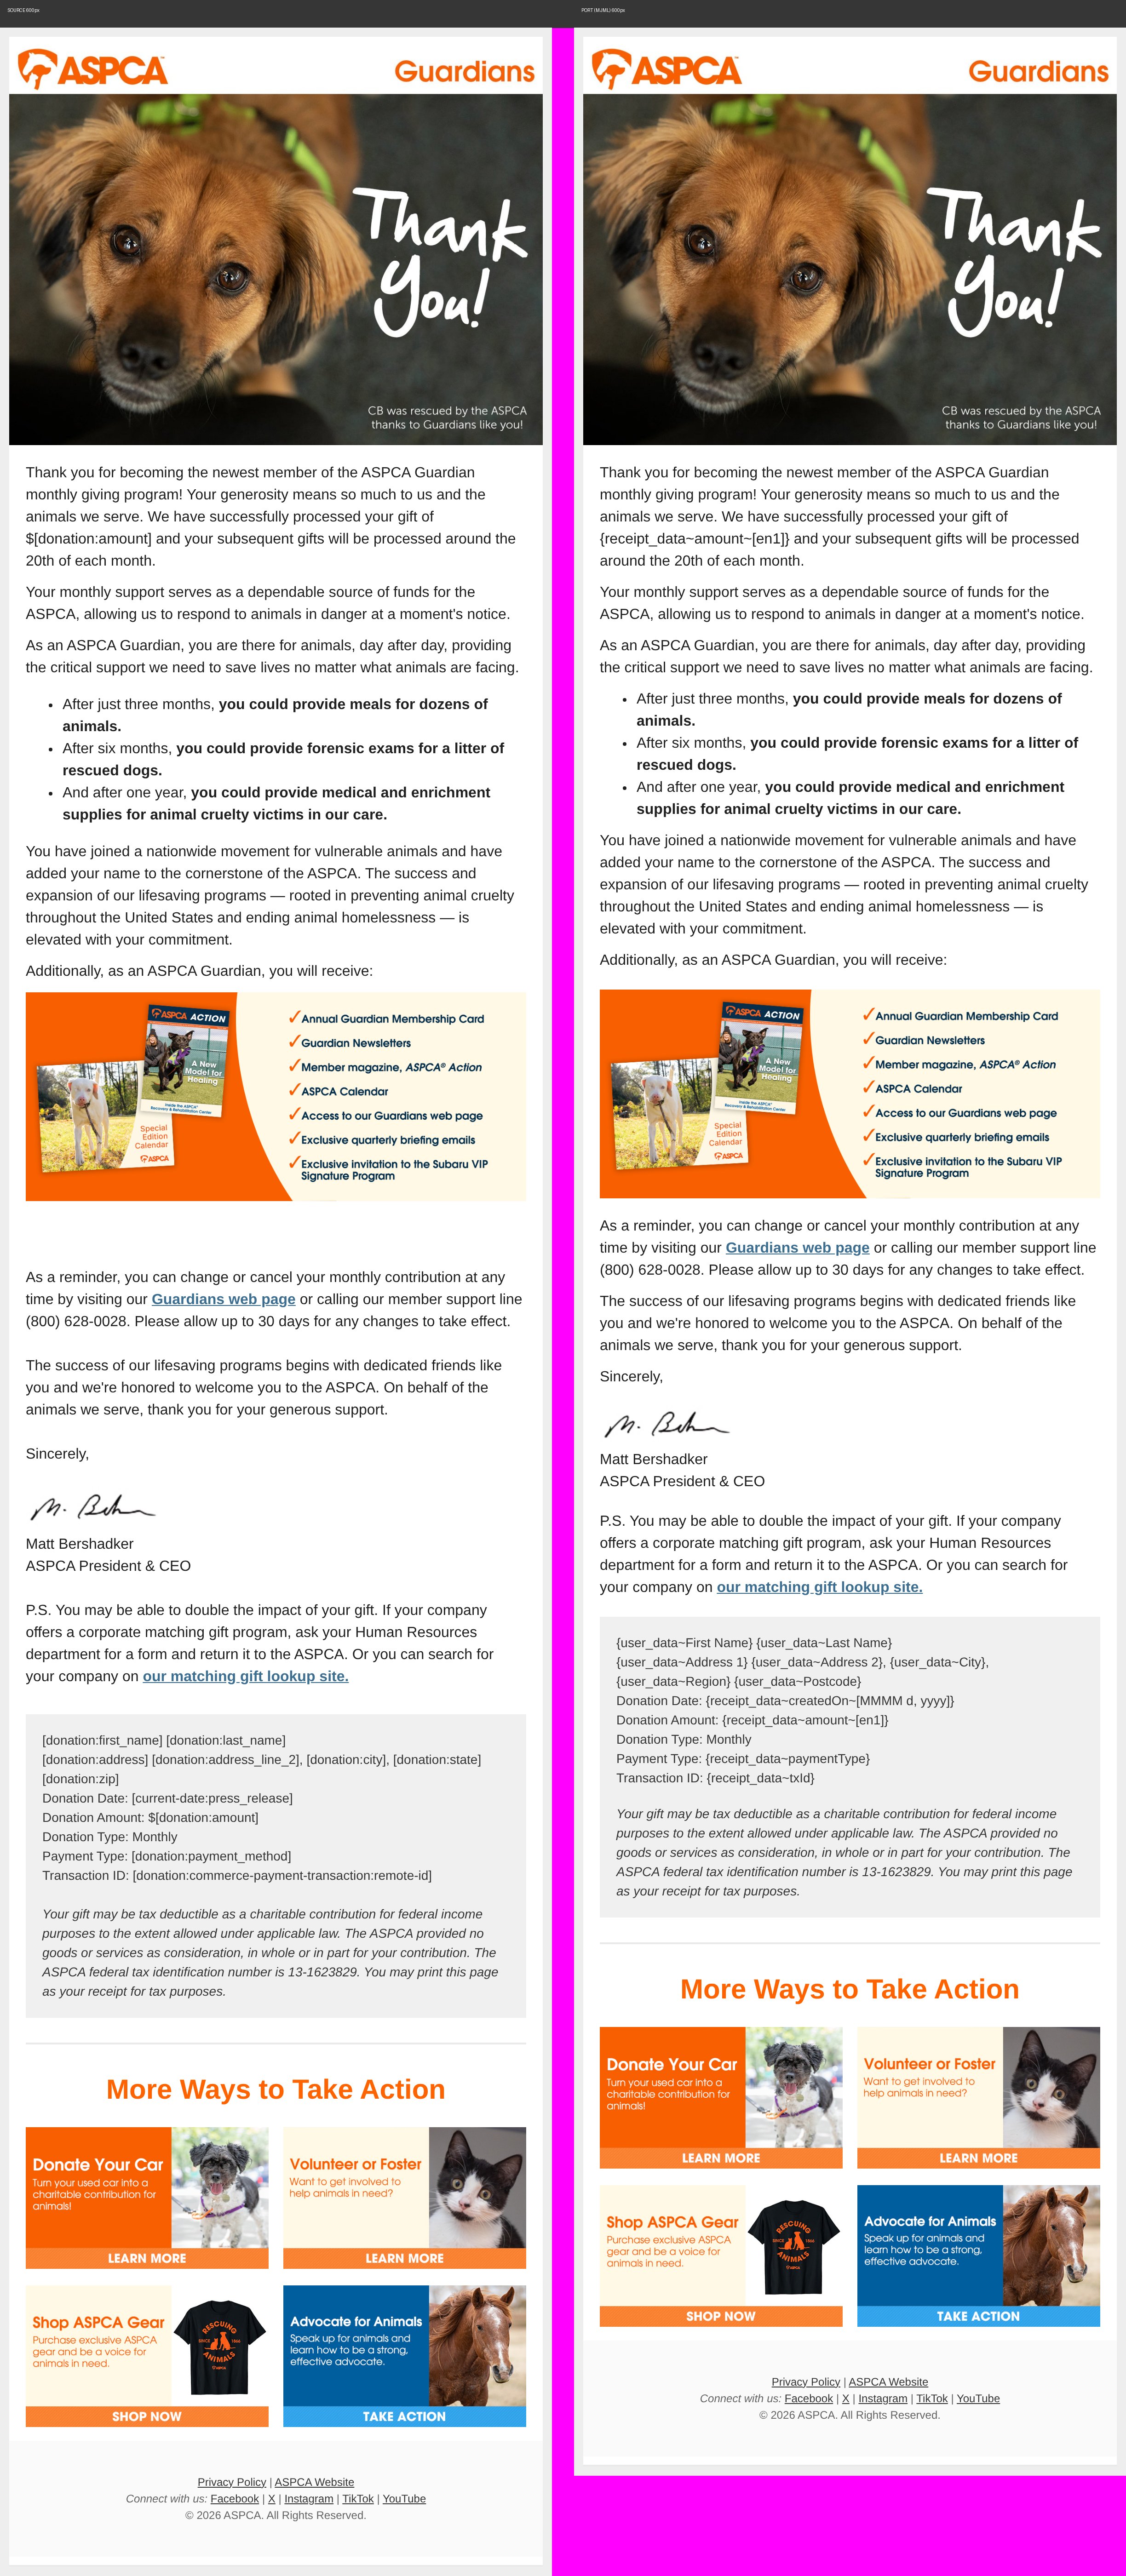 SOURCE 600px
ASPCA
Guardians
Thank
You!
CB was rescued by the ASPCA
thanks to Guardians like you!
Thank you for becoming the newest member of the ASPCA Guardian
monthly giving program! Your generosity means so much to us and the
animals we serve. We have successfully processed your gift of
$[donation:amount] and your subsequent gifts will be processed around the
20th of each month.
Your monthly support serves as a dependable source of funds for the
ASPCA, allowing us to respond to animals in danger at a moment's notice.
As an ASPCA Guardian, you are there for animals, day after day, providing
the critical support we need to save lives no matter what animals are facing.
• After just three months, you could provide meals for dozens of
animals.
• After six months, you could provide forensic exams for a litter of
rescued dogs.
• And after one year, you could provide medical and enrichment
supplies for animal cruelty victims in our care.
You have joined a nationwide movement for vulnerable animals and have
added your name to the cornerstone of the ASPCA. The success and
expansion of our lifesaving programs — rooted in preventing animal cruelty
throughout the United States and ending animal homelessness — is
elevated with your commitment.
Additionally, as an ASPCA Guardian, you will receive:
ASPCA ACTION
A New
Model for
Healing
Inside the ASPCA®
Recovery & Rehabilitation Center
Special
Edition
Calendar
ASPCA
✓Annual Guardian Membership Card
✓Guardian Newsletters
✓Member magazine, ASPCA® Action
✓ASPCA Calendar
✓Access to our Guardians web page
✓Exclusive quarterly briefing emails
✓Exclusive invitation to the Subaru VIP
Signature Program
As a reminder, you can change or cancel your monthly contribution at any
time by visiting our Guardians web page or calling our member support line
(800) 628-0028. Please allow up to 30 days for any changes to take effect.
The success of our lifesaving programs begins with dedicated friends like
you and we're honored to welcome you to the ASPCA. On behalf of the
animals we serve, thank you for your generous support.
Sincerely,
Matt Bershadker
ASPCA President & CEO
P.S. You may be able to double the impact of your gift. If your company
offers a corporate matching gift program, ask your Human Resources
department for a form and return it to the ASPCA. Or you can search for
your company on our matching gift lookup site.
[donation:first_name] [donation:last_name]
[donation:address] [donation:address_line_2], [donation:city], [donation:state]
[donation:zip]
Donation Date: [current-date:press_release]
Donation Amount: $[donation:amount]
Donation Type: Monthly
Payment Type: [donation:payment_method]
Transaction ID: [donation:commerce-payment-transaction:remote-id]
Your gift may be tax deductible as a charitable contribution for federal income
purposes to the extent allowed under applicable law. The ASPCA provided no
goods or services as consideration, in whole or in part for your contribution. The
ASPCA federal tax identification number is 13-1623829. You may print this page
as your receipt for tax purposes.
More Ways to Take Action
Donate Your Car
Turn your used car into a
charitable contribution for
animals!
LEARN MORE
Volunteer or Foster
Want to get involved to
help animals in need?
LEARN MORE
Shop ASPCA Gear
Purchase exclusive ASPCA
gear and be a voice for
animals in need.
RESCUING
SINCE 1866
ANIMALS
ASPCA
SHOP NOW
Advocate for Animals
Speak up for animals and
learn how to be a strong,
effective advocate.
TAKE ACTION
Privacy Policy | ASPCA Website
Connect with us: Facebook | X | Instagram | TikTok | YouTube
© 2026 ASPCA. All Rights Reserved.
PORT (MJML) 600px
ASPCA
Guardians
Thank
You!
CB was rescued by the ASPCA
thanks to Guardians like you!
Thank you for becoming the newest member of the ASPCA Guardian
monthly giving program! Your generosity means so much to us and the
animals we serve. We have successfully processed your gift of
{receipt_data~amount~[en1]} and your subsequent gifts will be processed
around the 20th of each month.
Your monthly support serves as a dependable source of funds for the
ASPCA, allowing us to respond to animals in danger at a moment's notice.
As an ASPCA Guardian, you are there for animals, day after day, providing
the critical support we need to save lives no matter what animals are facing.
• After just three months, you could provide meals for dozens of
animals.
• After six months, you could provide forensic exams for a litter of
rescued dogs.
• And after one year, you could provide medical and enrichment
supplies for animal cruelty victims in our care.
You have joined a nationwide movement for vulnerable animals and have
added your name to the cornerstone of the ASPCA. The success and
expansion of our lifesaving programs — rooted in preventing animal cruelty
throughout the United States and ending animal homelessness — is
elevated with your commitment.
Additionally, as an ASPCA Guardian, you will receive:
ASPCA ACTION
A New
Model for
Healing
Inside the ASPCA®
Recovery & Rehabilitation Center
Special
Edition
Calendar
ASPCA
✓Annual Guardian Membership Card
✓Guardian Newsletters
✓Member magazine, ASPCA® Action
✓ASPCA Calendar
✓Access to our Guardians web page
✓Exclusive quarterly briefing emails
✓Exclusive invitation to the Subaru VIP
Signature Program
As a reminder, you can change or cancel your monthly contribution at any
time by visiting our Guardians web page or calling our member support line
(800) 628-0028. Please allow up to 30 days for any changes to take effect.
The success of our lifesaving programs begins with dedicated friends like
you and we're honored to welcome you to the ASPCA. On behalf of the
animals we serve, thank you for your generous support.
Sincerely,
Matt Bershadker
ASPCA President & CEO
P.S. You may be able to double the impact of your gift. If your company
offers a corporate matching gift program, ask your Human Resources
department for a form and return it to the ASPCA. Or you can search for
your company on our matching gift lookup site.
{user_data~First Name} {user_data~Last Name}
{user_data~Address 1} {user_data~Address 2}, {user_data~City},
{user_data~Region} {user_data~Postcode}
Donation Date: {receipt_data~createdOn~[MMMM d, yyyy]}
Donation Amount: {receipt_data~amount~[en1]}
Donation Type: Monthly
Payment Type: {receipt_data~paymentType}
Transaction ID: {receipt_data~txId}
Your gift may be tax deductible as a charitable contribution for federal income
purposes to the extent allowed under applicable law. The ASPCA provided no
goods or services as consideration, in whole or in part for your contribution. The
ASPCA federal tax identification number is 13-1623829. You may print this page
as your receipt for tax purposes.
More Ways to Take Action
Donate Your Car
Turn your used car into a
charitable contribution for
animals!
LEARN MORE
Volunteer or Foster
Want to get involved to
help animals in need?
LEARN MORE
Shop ASPCA Gear
Purchase exclusive ASPCA
gear and be a voice for
animals in need.
RESCUING
SINCE 1866
ANIMALS
ASPCA
SHOP NOW
Advocate for Animals
Speak up for animals and
learn how to be a strong,
effective advocate.
TAKE ACTION
Privacy Policy | ASPCA Website
Connect with us: Facebook | X | Instagram | TikTok | YouTube
© 2026 ASPCA. All Rights Reserved.